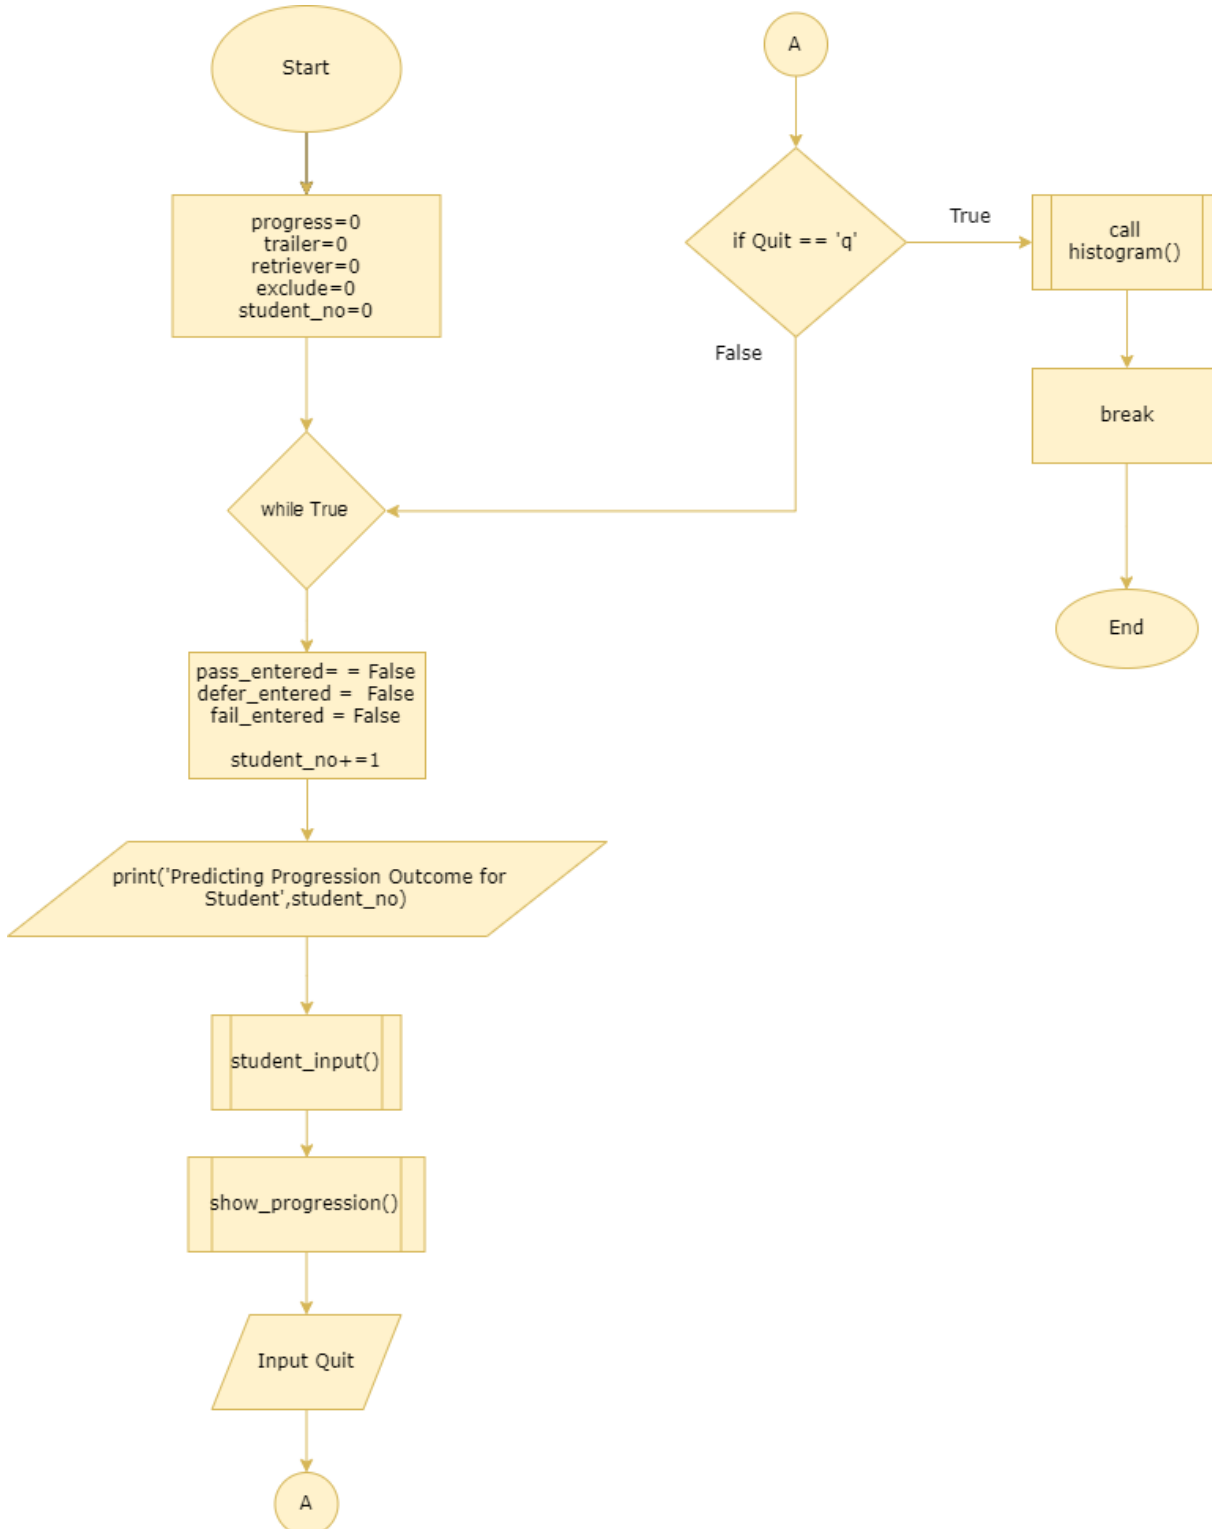 Start
progress=0
trailer=0
retriever=0
exclude=0
student_no=0
while True
pass_entered= = False
defer_entered =  False
fail_entered = False
student_no+=1
print('Predicting Progression Outcome for
Student',student_no)
student_input()
show_progression()
Input Quit
A
A
if Quit == 'q'
True
False
call
histogram()
break
End